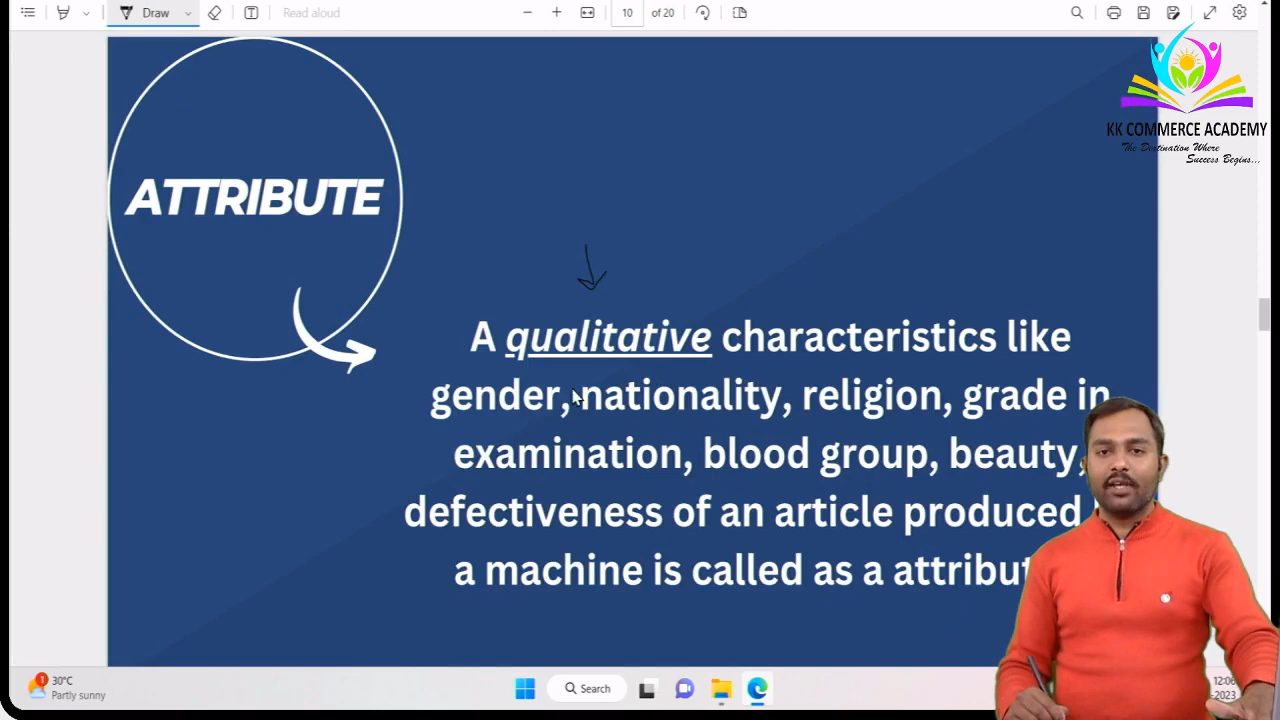 Draw
Read aloud
10 of 20
KK COMMERCE ACADEMY
The Destination Where
Success Begins...
ATTRIBUTE
A qualitative characteristics like
gender, nationality, religion, grade in
examination, blood group, beauty,
defectiveness of an article produced
a machine is called as a
1
30°C
Partly sunny
Search